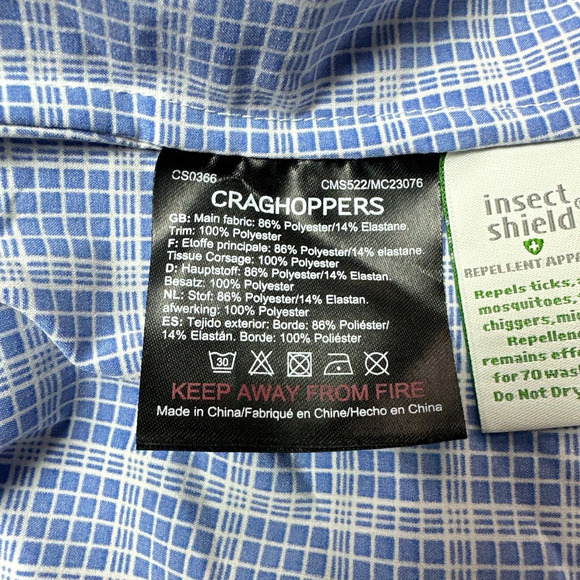 CS0366 CMS522/MC23076
CRAGHOPPERS
GB: Main fabric: 86% Polyester/14% Elastane.
Trim: 100% Polyester
F: Etoffe principale: 86% Polyester/14% Elastane.
Tissue Corsage: 100% Polyester
D: Hauptstoff: 86% Polyester/14% Elastan.
Besatz: 100% Polyester
NL: Stof: 86% Polyester/14% Elastan.
afwerking: 100% Polyester
ES: Tejido exterior: Borde: 86% Poliéster/
14% Elastán. Borde: 100% Poliéster
30
KEEP AWAY FROM FIRE
Made in China/Fabriqué en Chine/Hecho en China
insect
shield
REPELLENT APPA
Repels ticks,
mosquitoes,
chiggers, mi
Repellen
remains eff
for 70 was
Do Not Dry